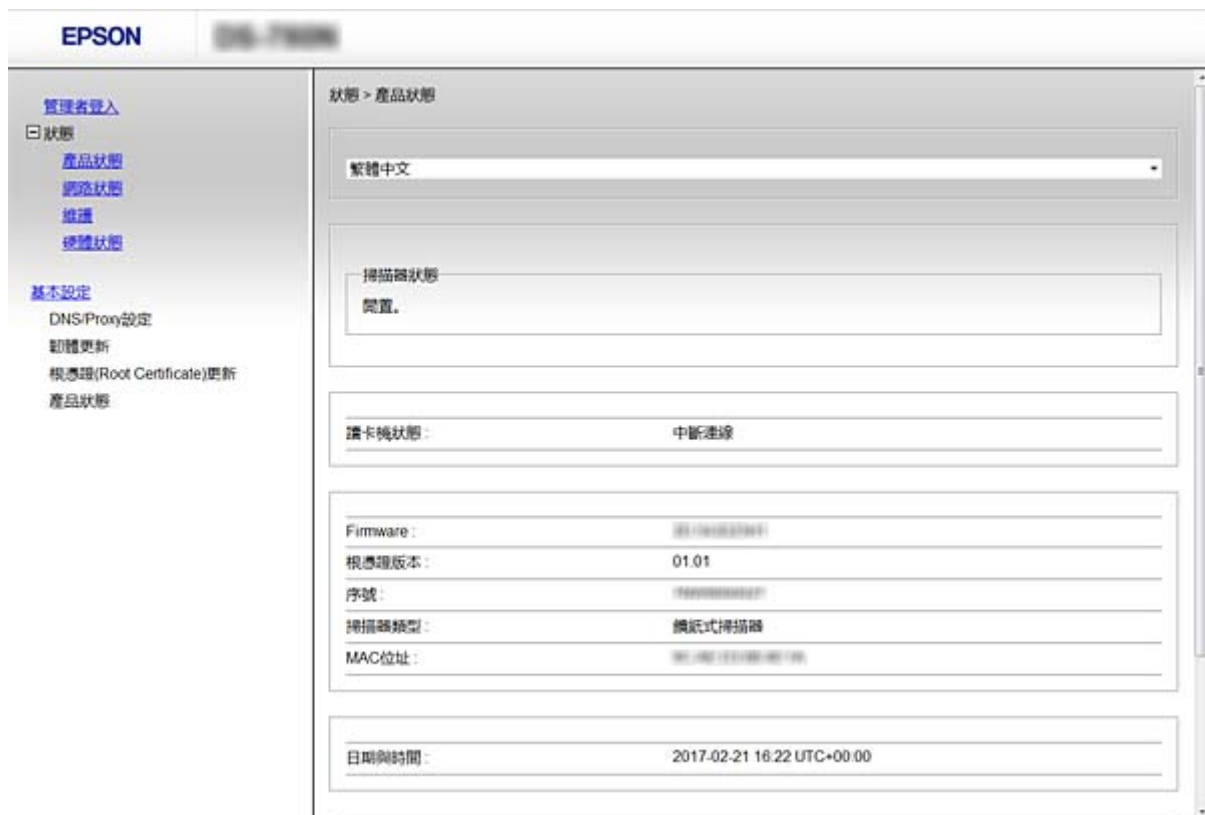 EPSON
管理者登入
狀態
產品狀態
網路狀態
維護
硬體狀態
基本設定
DNS/Proxy設定
韌體更新
根憑證(Root Certificate)更新
產品狀態
狀態 > 產品狀態
繁體中文
掃描器狀態
閒置。
讀卡機狀態 : 中斷連線
Firmware :
根憑證版本 : 01.01
序號 :
掃描器類型 : 饋紙式掃描器
MAC位址 :
日期與時間 : 2017-02-21 16:22 UTC+00:00